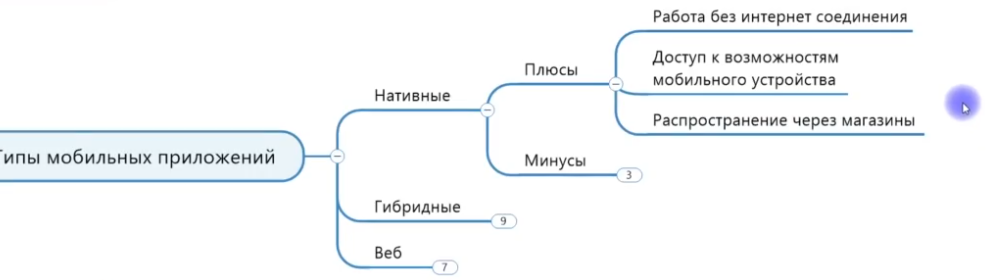 Типы мобильных приложений
Нативные
Плюсы
Работа без интернет соединения
Доступ к возможностям
мобильного устройства
Распространение через магазины
Минусы
3
Гибридные
9
Веб
7